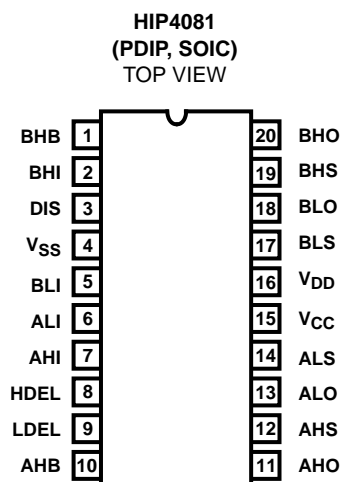 HIP4081
(PDIP, SOIC)
TOP VIEW
BHB 1 20 BHO
BHI 2 19 BHS
DIS 3 18 BLO
VSS 4 17 BLS
BLI 5 16 VDD
ALI 6 15 VCC
AHI 7 14 ALS
HDEL 8 13 ALO
LDEL 9 12 AHS
AHB 10 11 AHO